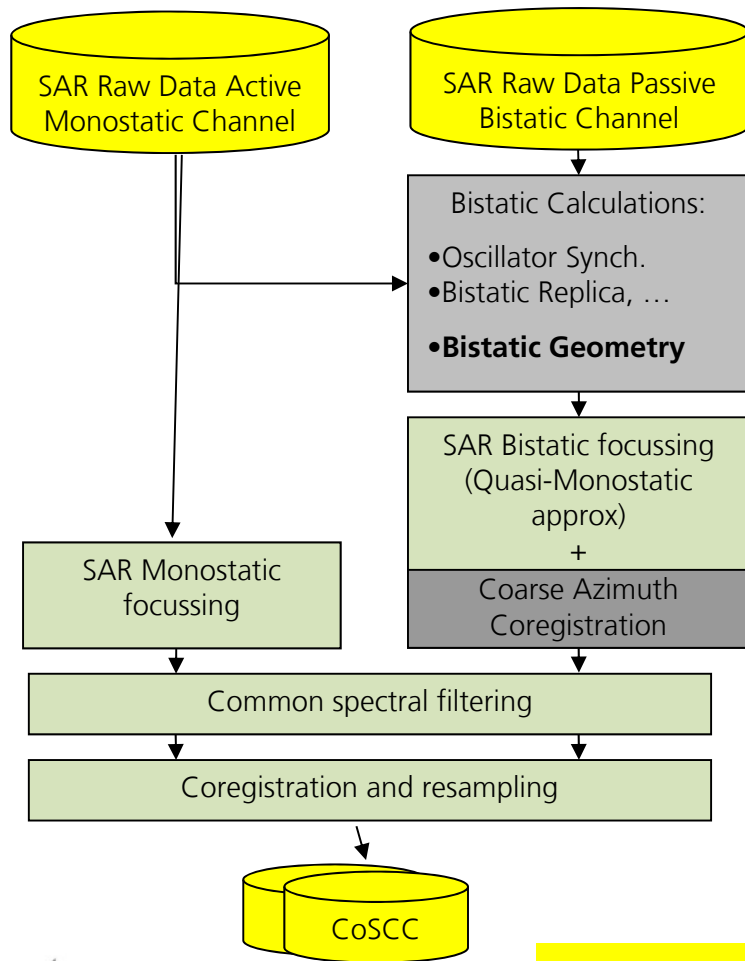 SAR Raw Data Active
Monostatic Channel
SAR Raw Data Passive
Bistatic Channel
Bistatic Calculations:
•Oscillator Synch.
•Bistatic Replica, …
•Bistatic Geometry
SAR Bistatic focussing
(Quasi-Monostatic
approx)
+
SAR Monostatic
focussing
Coarse Azimuth
Coregistration
Common spectral filtering
Coregistration and resampling
CoSCC